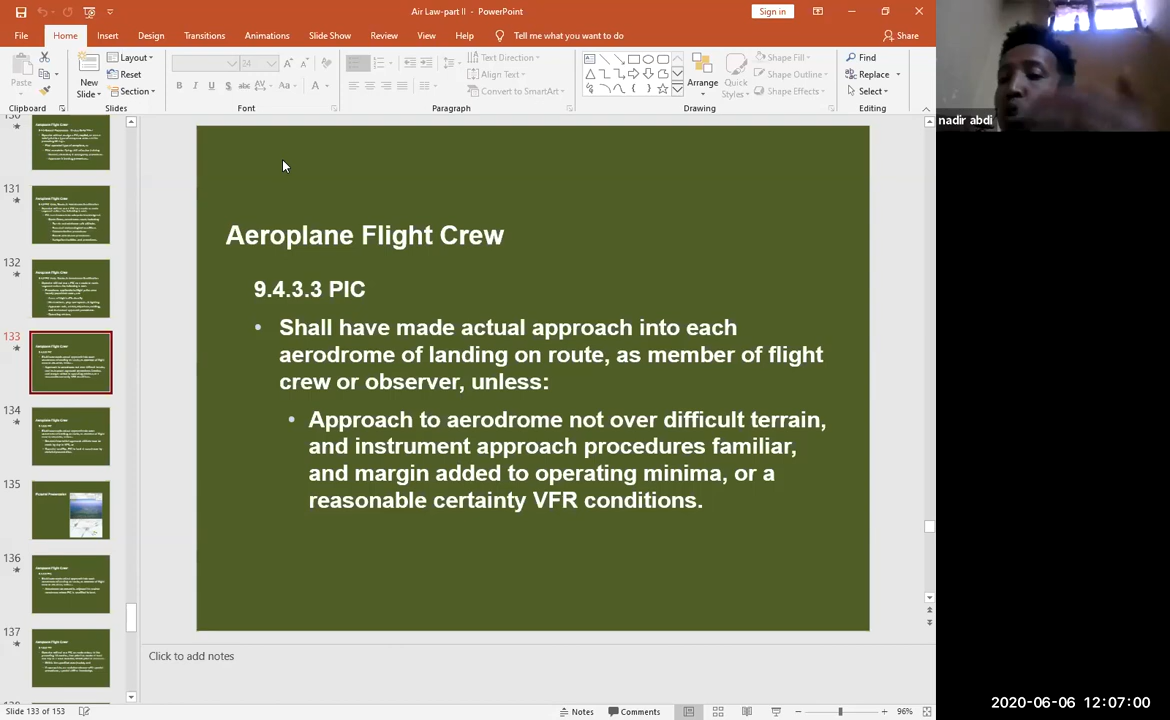 Air Law-part II - PowerPoint
Sign in
File Home Insert Design Transitions Animations Slide Show Review View Help Tell me what you want to do Share
Paste
New Slide
Layout
Reset
Section
24
B I U S abc AV Aa A
Text Direction
Align Text
Convert to SmartArt
Arrange
Quick Styles
Shape Fill
Shape Outline
Shape Effects
Find
Replace
Select
Clipboard Slides Font Paragraph Drawing Editing
nadir abdi
130
131
132
133
134
135
136
137
Aeroplane Flight Crew
9.4.3.3 PIC
• Shall have made actual approach into each
aerodrome of landing on route, as member of flight
crew or observer, unless:
• Approach to aerodrome not over difficult terrain,
and instrument approach procedures familiar,
and margin added to operating minima, or a
reasonable certainty VFR conditions.
Click to add notes
Slide 133 of 153
Notes
Comments
96%
2020-06-06 12:07:00